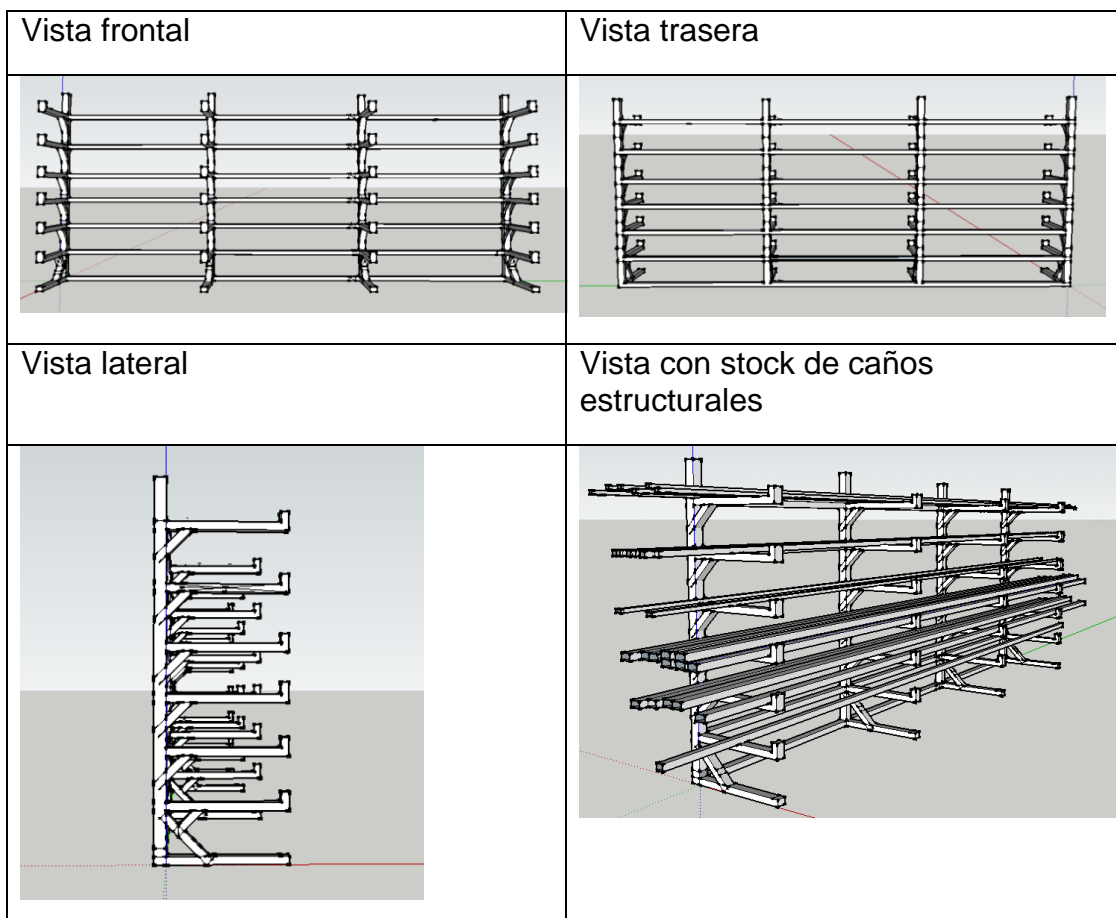 Vista frontal
Vista trasera
Vista lateral
Vista con stock de caños
estructurales